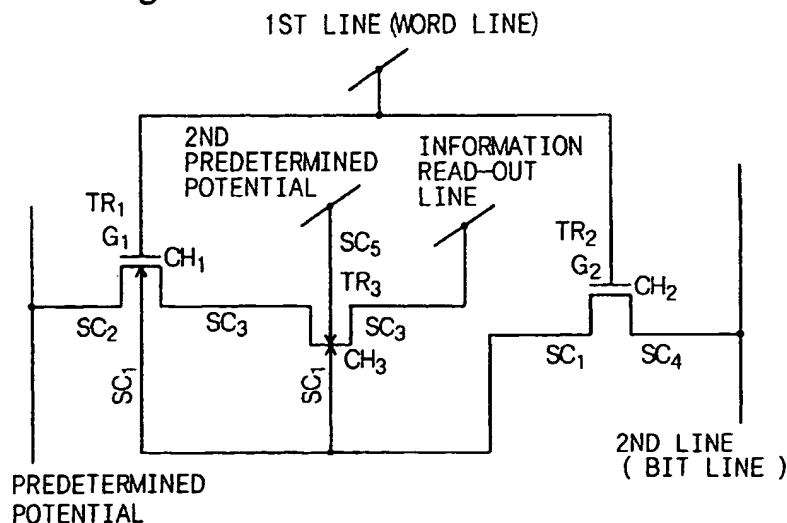 1ST LINE (WORD LINE)
2ND
PREDETERMINED
POTENTIAL
INFORMATION
READ-OUT
LINE
TR1
G1
CH1
SC5
TR3
TR2
G2
CH2
SC2
SC3
SC3
CH3
SC1
SC1
SC1
SC4
2ND LINE
( BIT LINE )
PREDETERMINED
POTENTIAL